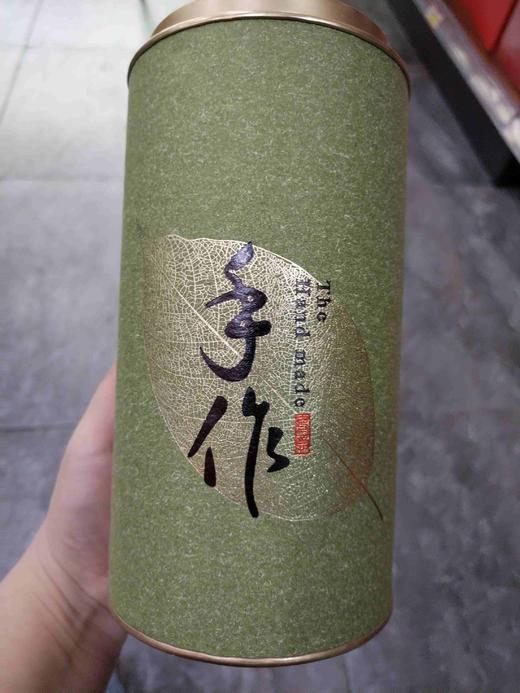 手作
The
Hand made